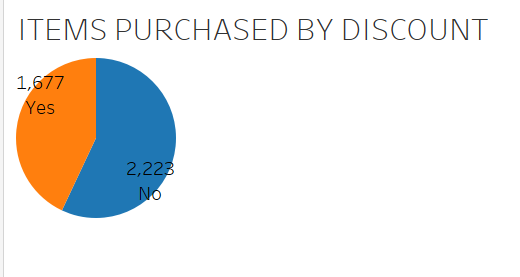 ITEMS PURCHASED BY DISCOUNT
1,677
Yes
2,223
No